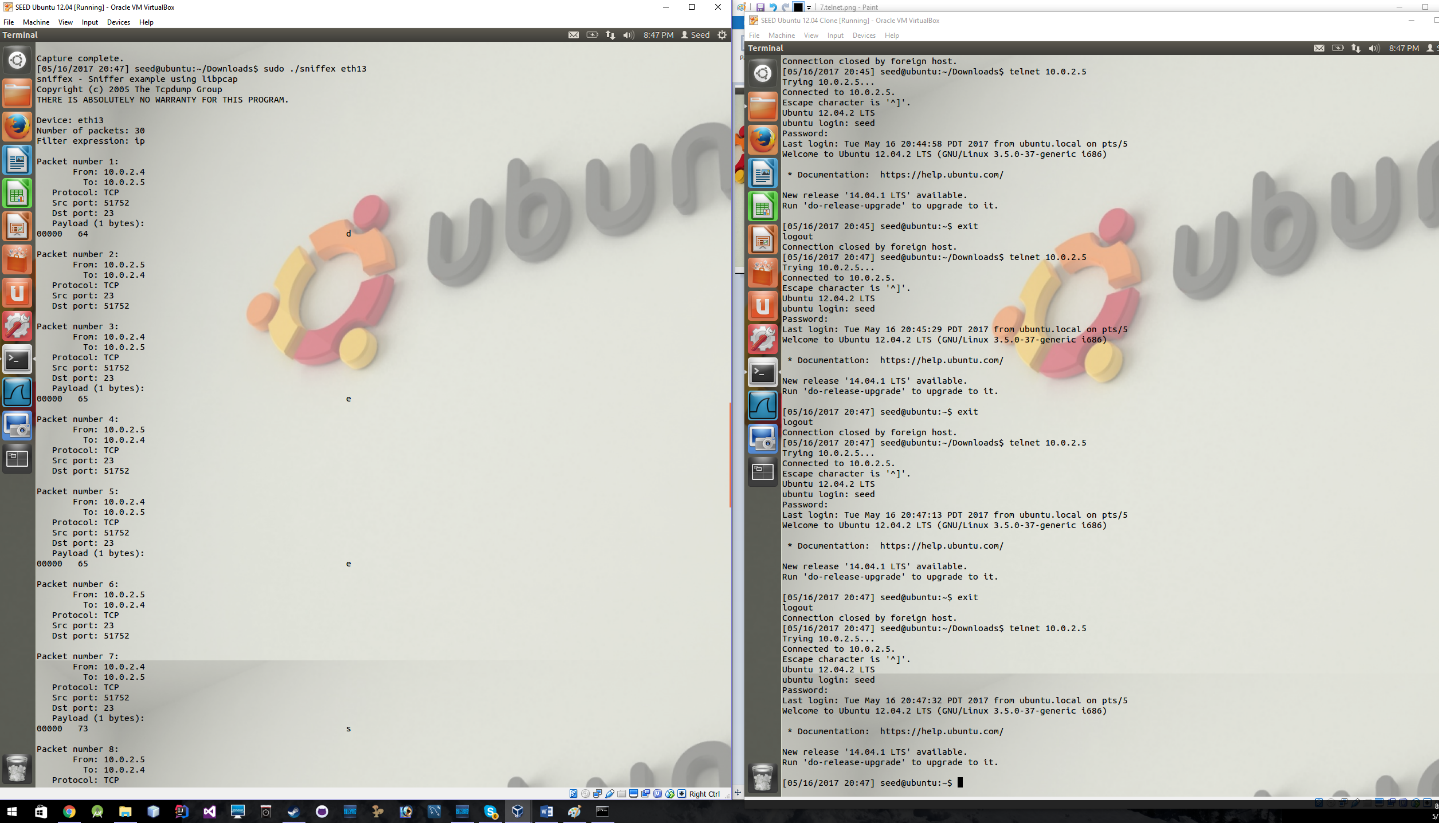 SEED Ubuntu 12.04 [Running] - Oracle VM VirtualBox
File Machine View Input Devices Help
Terminal
8:47 PM Seed
Capture complete.
[05/16/2017 20:47] seed@ubuntu:~/Downloads$ sudo ./sniffex eth13
sniffex - Sniffer example using libpcap
Copyright (c) 2005 The Tcpdump Group
THERE IS ABSOLUTELY NO WARRANTY FOR THIS PROGRAM.
Device: eth13
Number of packets: 30
Filter expression: ip
Packet number 1:
From: 10.0.2.4
To: 10.0.2.5
Protocol: TCP
Src port: 51752
Dst port: 23
Payload (1 bytes):
00000 64 d
Packet number 2:
From: 10.0.2.5
To: 10.0.2.4
Protocol: TCP
Src port: 23
Dst port: 51752
Packet number 3:
From: 10.0.2.4
To: 10.0.2.5
Protocol: TCP
Src port: 51752
Dst port: 23
Payload (1 bytes):
00000 65 e
Packet number 4:
From: 10.0.2.5
To: 10.0.2.4
Protocol: TCP
Src port: 23
Dst port: 51752
Packet number 5:
From: 10.0.2.4
To: 10.0.2.5
Protocol: TCP
Src port: 51752
Dst port: 23
Payload (1 bytes):
00000 65 e
Packet number 6:
From: 10.0.2.5
To: 10.0.2.4
Protocol: TCP
Src port: 23
Dst port: 51752
Packet number 7:
From: 10.0.2.4
To: 10.0.2.5
Protocol: TCP
Src port: 51752
Dst port: 23
Payload (1 bytes):
00000 73 s
Packet number 8:
From: 10.0.2.5
To: 10.0.2.4
Protocol: TCP
Right Ctrl
7.telnet.png - Paint
SEED Ubuntu 12.04 Clone [Running] - Oracle VM VirtualBox
File Machine View Input Devices Help
Terminal
8:47 PM S
Connection closed by foreign host.
[05/16/2017 20:45] seed@ubuntu:~/Downloads$ telnet 10.0.2.5
Trying 10.0.2.5...
Connected to 10.0.2.5.
Escape character is '^]'.
Ubuntu 12.04.2 LTS
ubuntu login: seed
Password:
Last login: Tue May 16 20:44:58 PDT 2017 from ubuntu.local on pts/5
Welcome to Ubuntu 12.04.2 LTS (GNU/Linux 3.5.0-37-generic i686)
* Documentation: https://help.ubuntu.com/
New release '14.04.1 LTS' available.
Run 'do-release-upgrade' to upgrade to it.
[05/16/2017 20:45] seed@ubuntu:~$ exit
logout
Connection closed by foreign host.
[05/16/2017 20:45] seed@ubuntu:~/Downloads$ telnet 10.0.2.5
Trying 10.0.2.5...
Connected to 10.0.2.5.
Escape character is '^]'.
Ubuntu 12.04.2 LTS
ubuntu login: seed
Password:
Last login: Tue May 16 20:45:29 PDT 2017 from ubuntu.local on pts/5
Welcome to Ubuntu 12.04.2 LTS (GNU/Linux 3.5.0-37-generic i686)
* Documentation: https://help.ubuntu.com/
New release '14.04.1 LTS' available.
Run 'do-release-upgrade' to upgrade to it.
[05/16/2017 20:47] seed@ubuntu:~$ exit
logout
Connection closed by foreign host.
[05/16/2017 20:47] seed@ubuntu:~/Downloads$ telnet 10.0.2.5
Trying 10.0.2.5...
Connected to 10.0.2.5.
Escape character is '^]'.
Ubuntu 12.04.2 LTS
ubuntu login: seed
Password:
Last login: Tue May 16 20:47:13 PDT 2017 from ubuntu.local on pts/5
Welcome to Ubuntu 12.04.2 LTS (GNU/Linux 3.5.0-37-generic i686)
* Documentation: https://help.ubuntu.com/
New release '14.04.1 LTS' available.
Run 'do-release-upgrade' to upgrade to it.
[05/16/2017 20:47] seed@ubuntu:~$ exit
logout
Connection closed by foreign host.
[05/16/2017 20:47] seed@ubuntu:~/Downloads$ telnet 10.0.2.5
Trying 10.0.2.5...
Connected to 10.0.2.5.
Escape character is '^]'.
Ubuntu 12.04.2 LTS
ubuntu login: seed
Password:
Last login: Tue May 16 20:47:32 PDT 2017 from ubuntu.local on pts/5
Welcome to Ubuntu 12.04.2 LTS (GNU/Linux 3.5.0-37-generic i686)
* Documentation: https://help.ubuntu.com/
New release '14.04.1 LTS' available.
Run 'do-release-upgrade' to upgrade to it.
[05/16/2017 20:47] seed@ubuntu:~$